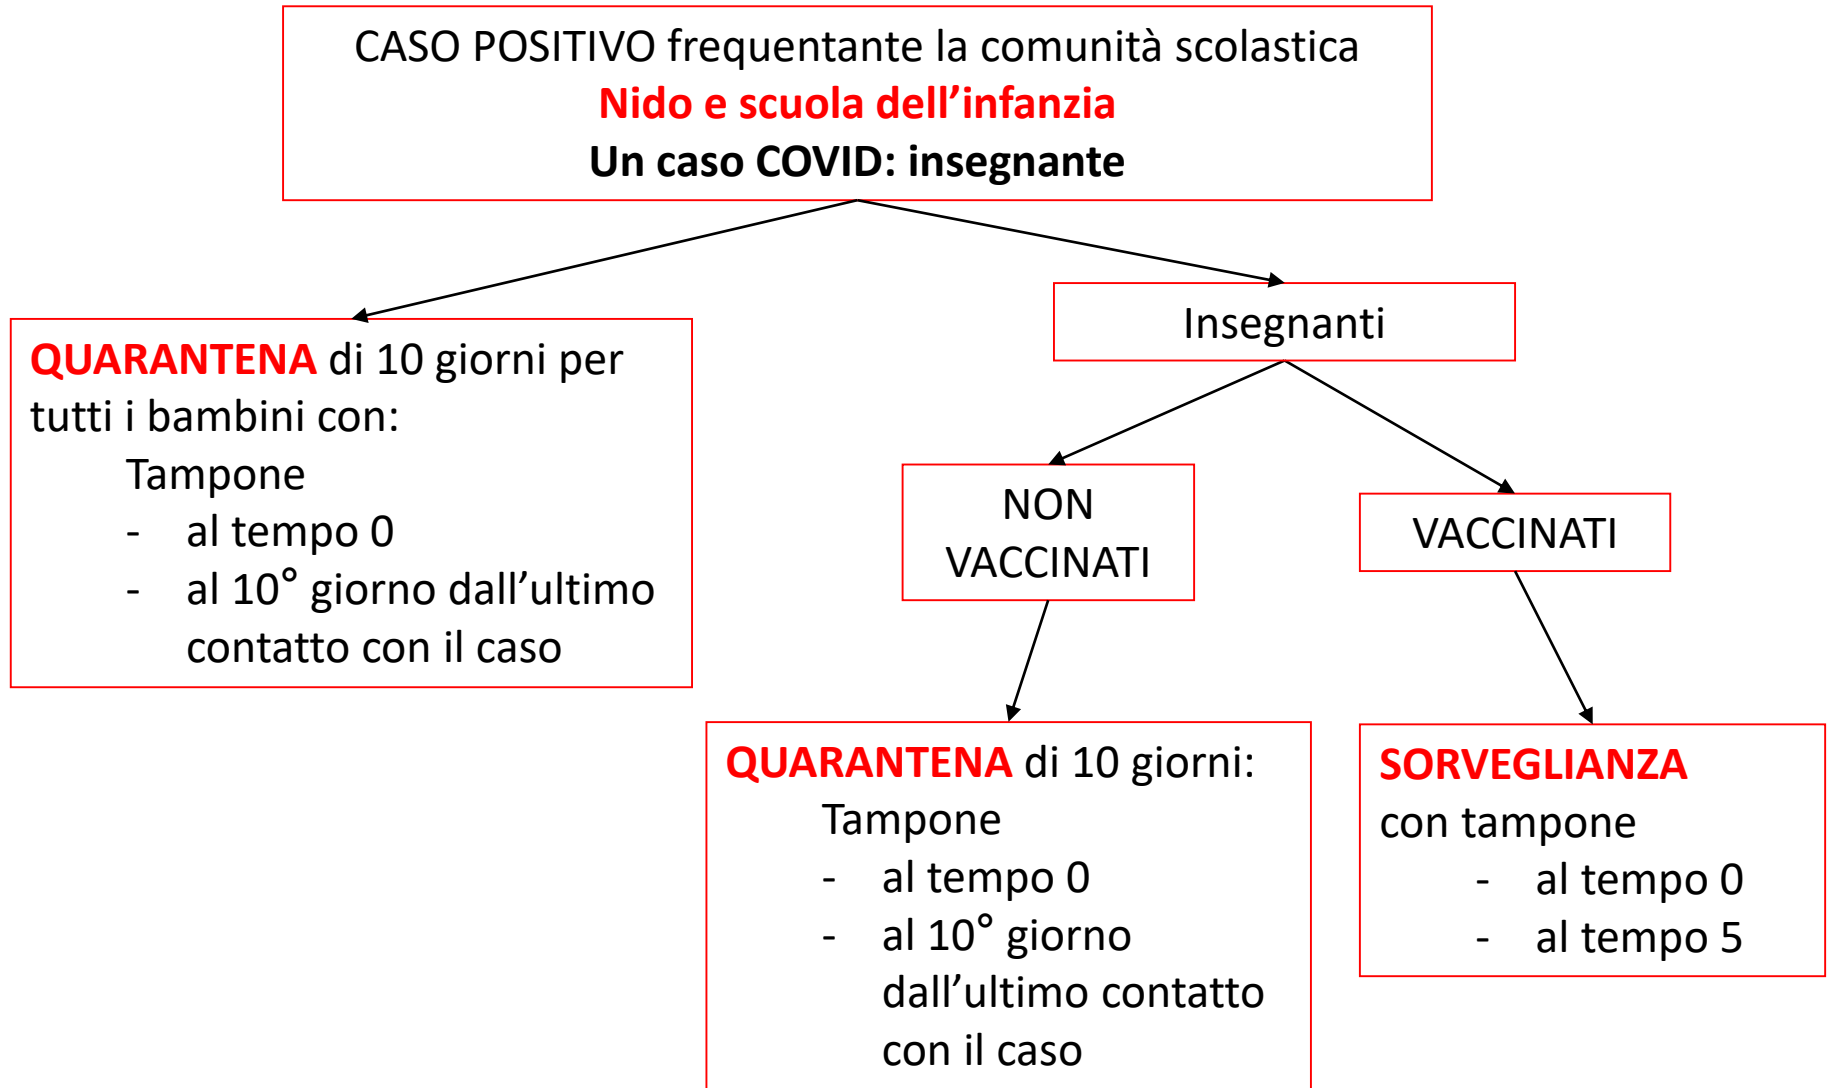 CASO POSITIVO frequentante la comunità scolastica
Nido e scuola dell’infanzia
Un caso COVID: insegnante
QUARANTENA di 10 giorni per
tutti i bambini con:
Tampone
- al tempo 0
- al 10° giorno dall’ultimo
contatto con il caso
Insegnanti
NON
VACCINATI
VACCINATI
QUARANTENA di 10 giorni:
Tampone
- al tempo 0
- al 10° giorno
dall’ultimo contatto
con il caso
SORVEGLIANZA
con tampone
- al tempo 0
- al tempo 5